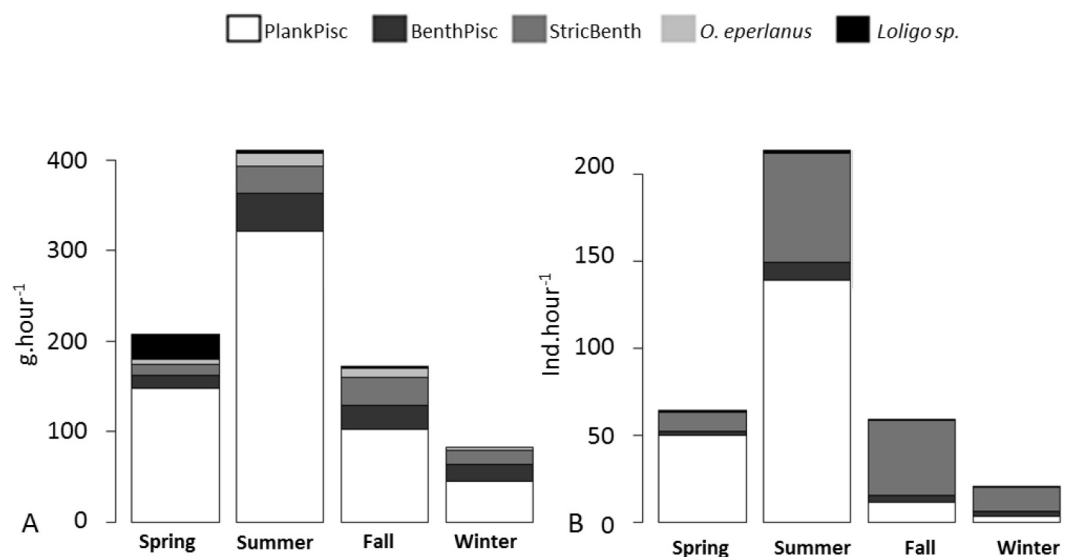 PlankPisc BenthPisc StricBenth O. eperlanus Loligo sp.
400
300
200
100
0
g.hour-1
A
Spring Summer Fall Winter
200
150
100
50
0
Ind.hour-1
B
Spring Summer Fall Winter